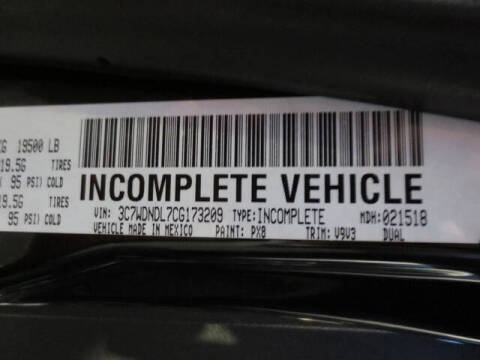 19500 LB
19.5G TIRES
95 PSI) COLD
19.5G TIRES
95 PSI) COLD
INCOMPLETE VEHICLE
VIN: 3C7WDNDL7CG173209 TYPE: INCOMPLETE MDH: 021518
VEHICLE MADE IN MEXICO PAINT: PX8 TRIM: V9V3 DUAL